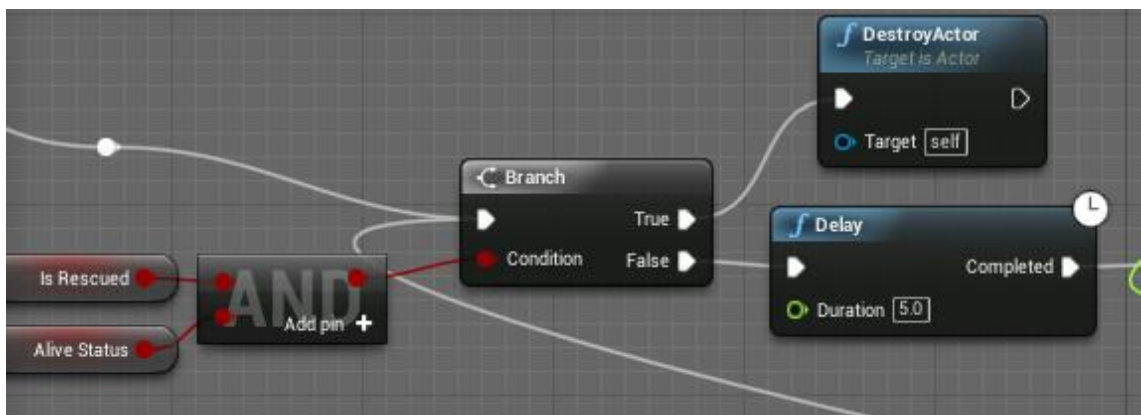 DestroyActor
Target is Actor
Target self
Branch
True
Condition False
Delay
Completed
Duration 5.0
Is Rescued
AND
Add pin
Alive Status